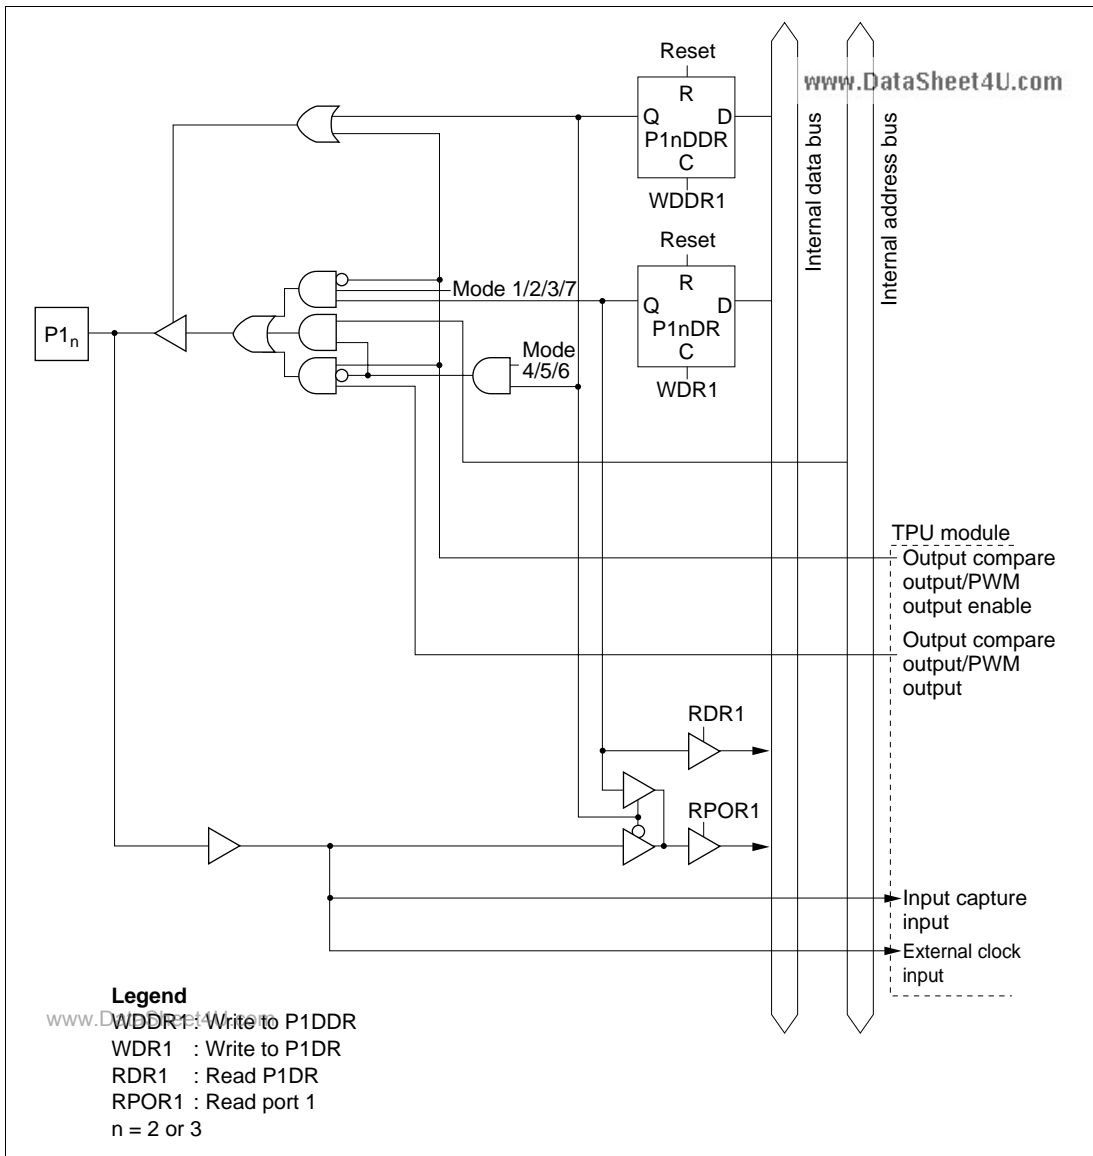 Reset
www.DataSheet4U.com
R
Q D
P1nDDR
C
WDDR1
Internal data bus
Internal address bus
Reset
R
Mode 1/2/3/7
Q D
P1nDR
C
WDR1
P1n
Mode
4/5/6
TPU module
Output compare
output/PWM
output enable
Output compare
output/PWM
output
RDR1
RPOR1
Input capture
input
External clock
input
Legend
www.DataSheet4U.com
WDDR1 : Write to P1DDR
WDR1 : Write to P1DR
RDR1 : Read P1DR
RPOR1 : Read port 1
n = 2 or 3